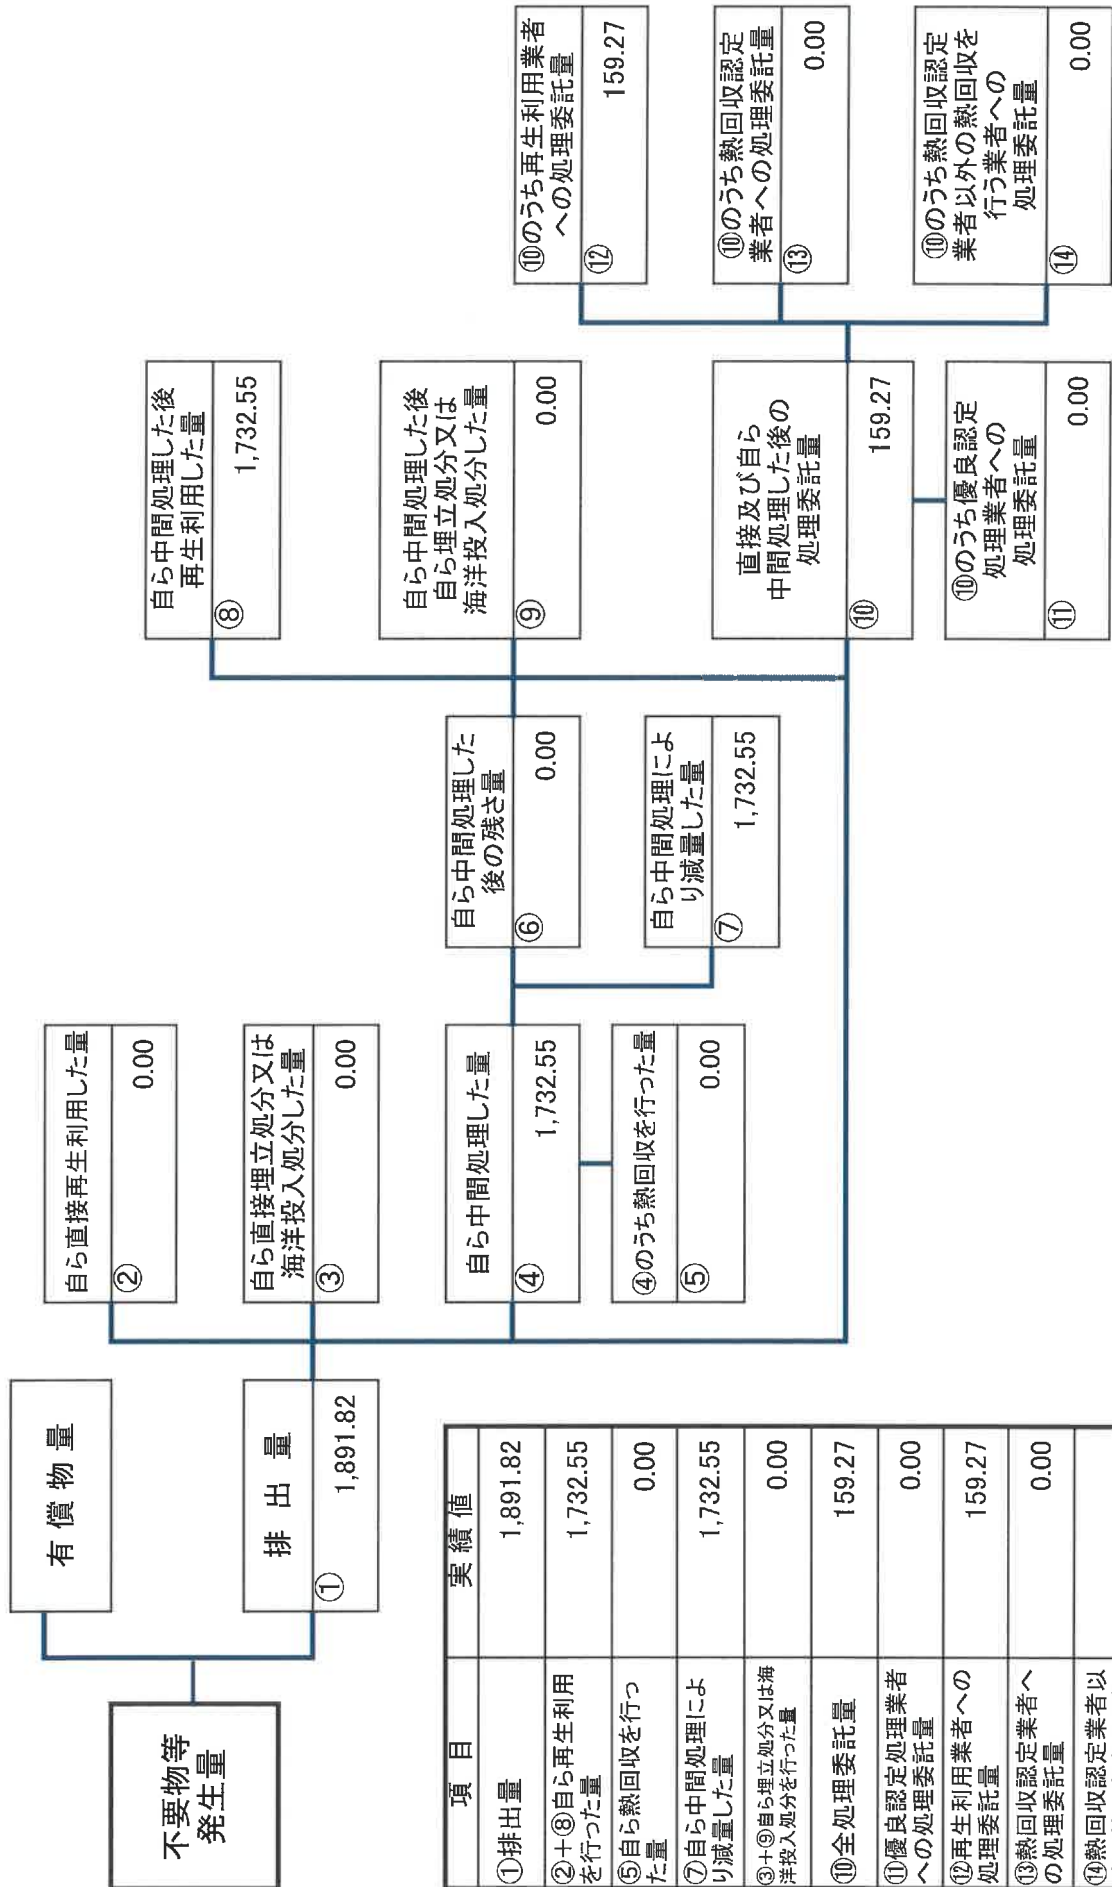 不要物等
発生量
有 償 物 量
排 出 量
①
1,891.82
自ら直接再生利用した量
②
0.00
自ら直接埋立処分又は
海洋投入処分した量
③
0.00
自ら中間処理した量
④
1,732.55
④のうち熱回収を行った量
⑤
0.00
自ら中間処理した
後の残さ量
⑥
0.00
自ら中間処理によ
り減量した量
⑦
1,732.55
自ら中間処理した後
再生利用した量
⑧
1,732.55
自ら中間処理した後
自ら埋立処分又は
海洋投入処分した量
⑨
0.00
直接及び自ら
中間処理した後の
処理委託量
⑩
159.27
⑩のうち優良認定
処理業者への
処理委託量
⑪
0.00
⑩のうち再生利用業者
への処理委託量
⑫
159.27
⑩のうち熱回収認定
業者への処理委託量
⑬
0.00
⑩のうち熱回収認定
業者以外の熱回収を
行う業者への
処理委託量
⑭
0.00
項 目
実 績 値
①排出量
1,891.82
②+⑧自ら再生利用
を行った量
1,732.55
⑤自ら熱回収を行っ
た量
0.00
⑦自ら中間処理によ
り減量した量
1,732.55
③+⑨自ら埋立処分又は海
洋投入処分を行った量
0.00
⑩全処理委託量
159.27
⑪優良認定処理業者
への処理委託量
0.00
⑫再生利用業者への
処理委託量
159.27
⑬熱回収認定業者へ
の処理委託量
0.00
⑭熱回収認定業者以